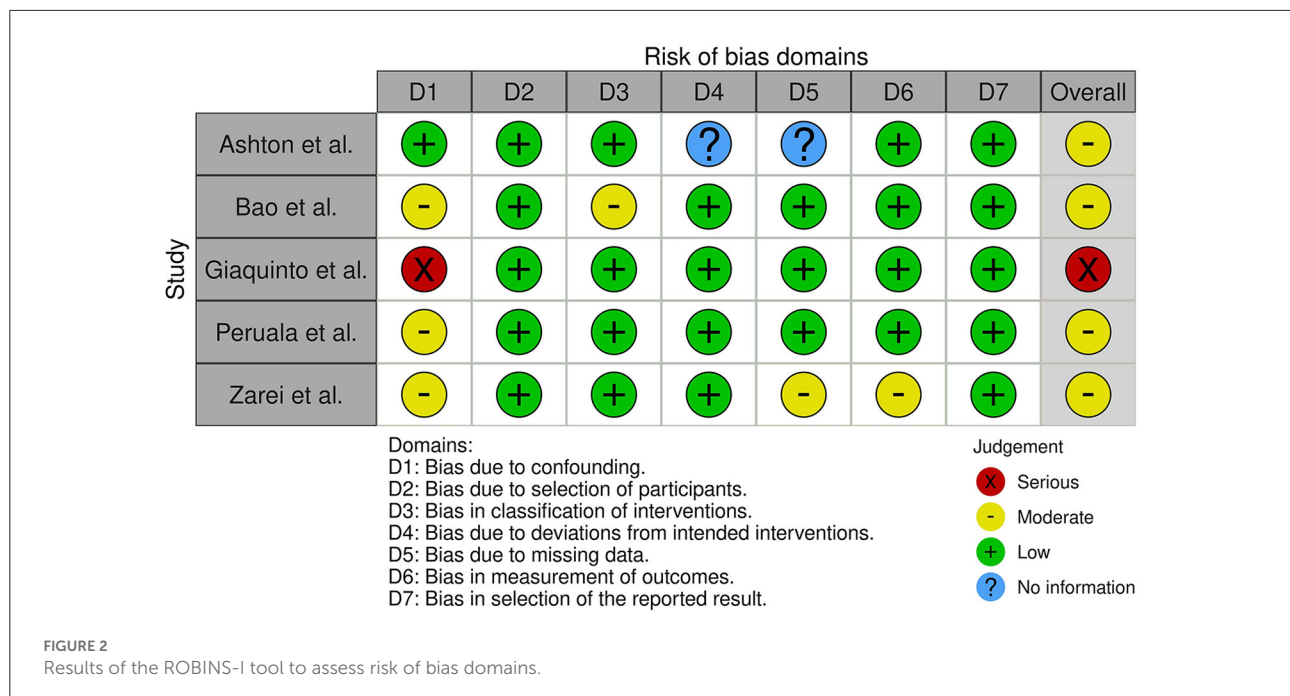 Risk of bias domains
D1 D2 D3 D4 D5 D6 D7 Overall
Study
Ashton et al. + + + ? ? + + -
Bao et al. - + - + + + + -
Giaquinto et al. X + + + + + + X
Peruala et al. - + + + + + + -
Zarei et al. - + + + - - + -
Domains:
D1: Bias due to confounding.
D2: Bias due to selection of participants.
D3: Bias in classification of interventions.
D4: Bias due to deviations from intended interventions.
D5: Bias due to missing data.
D6: Bias in measurement of outcomes.
D7: Bias in selection of the reported result.
Judgement
X Serious
- Moderate
+ Low
? No information
FIGURE 2
Results of the ROBINS-I tool to assess risk of bias domains.